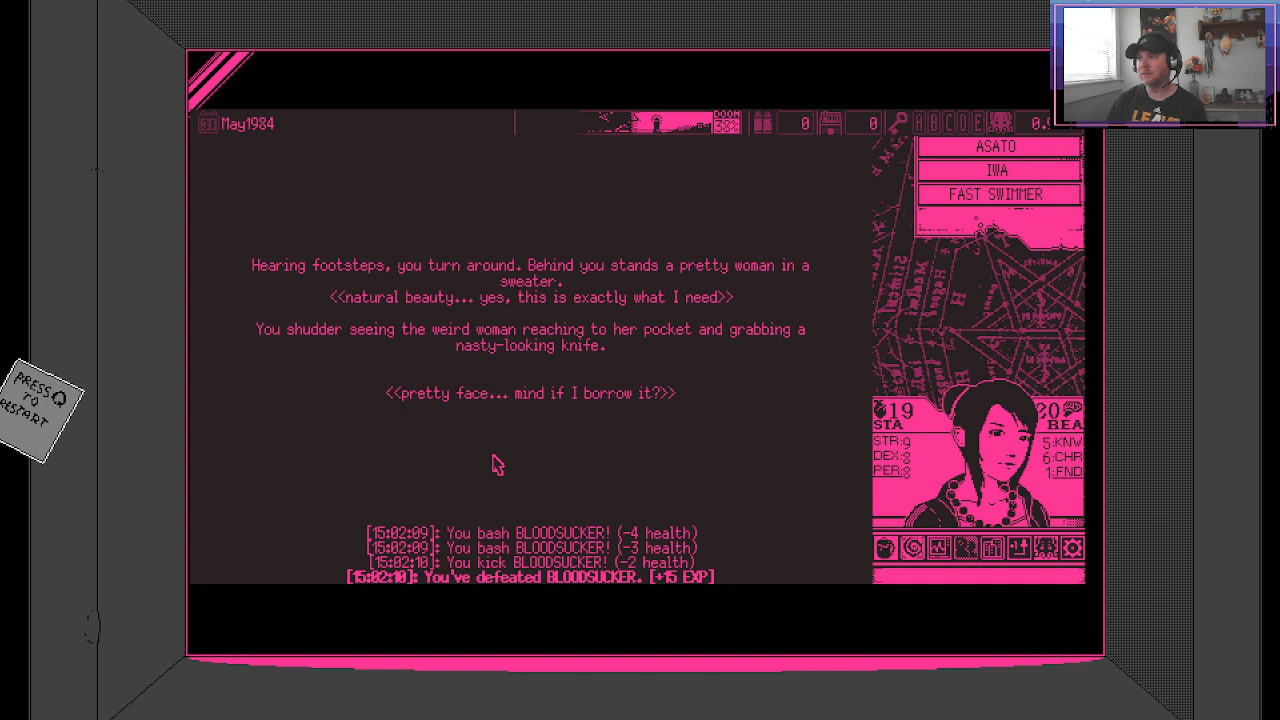 31 May1984
DOOM
38%
0
0
A B C D E
ASATO
IWA
FAST SWIMMER
Hearing footsteps, you turn around. Behind you stands a pretty woman in a
sweater.
<<natural beauty... yes, this is exactly what I need>>
You shudder seeing the weird woman reaching to her pocket and grabbing a
nasty-looking knife.
<<pretty face... mind if I borrow it?>>
PRESS Q
TO
RESTART
19
STA
STR:9
DEX:8
PER:8
20
REA
5:KNW
6:CHR
1:FND
[15:02:09]: You bash BLOODSUCKER! (-4 health)
[15:02:09]: You bash BLOODSUCKER! (-3 health)
[15:02:10]: You kick BLOODSUCKER! (-2 health)
[15:02:10]: You've defeated BLOODSUCKER. [+15 EXP]